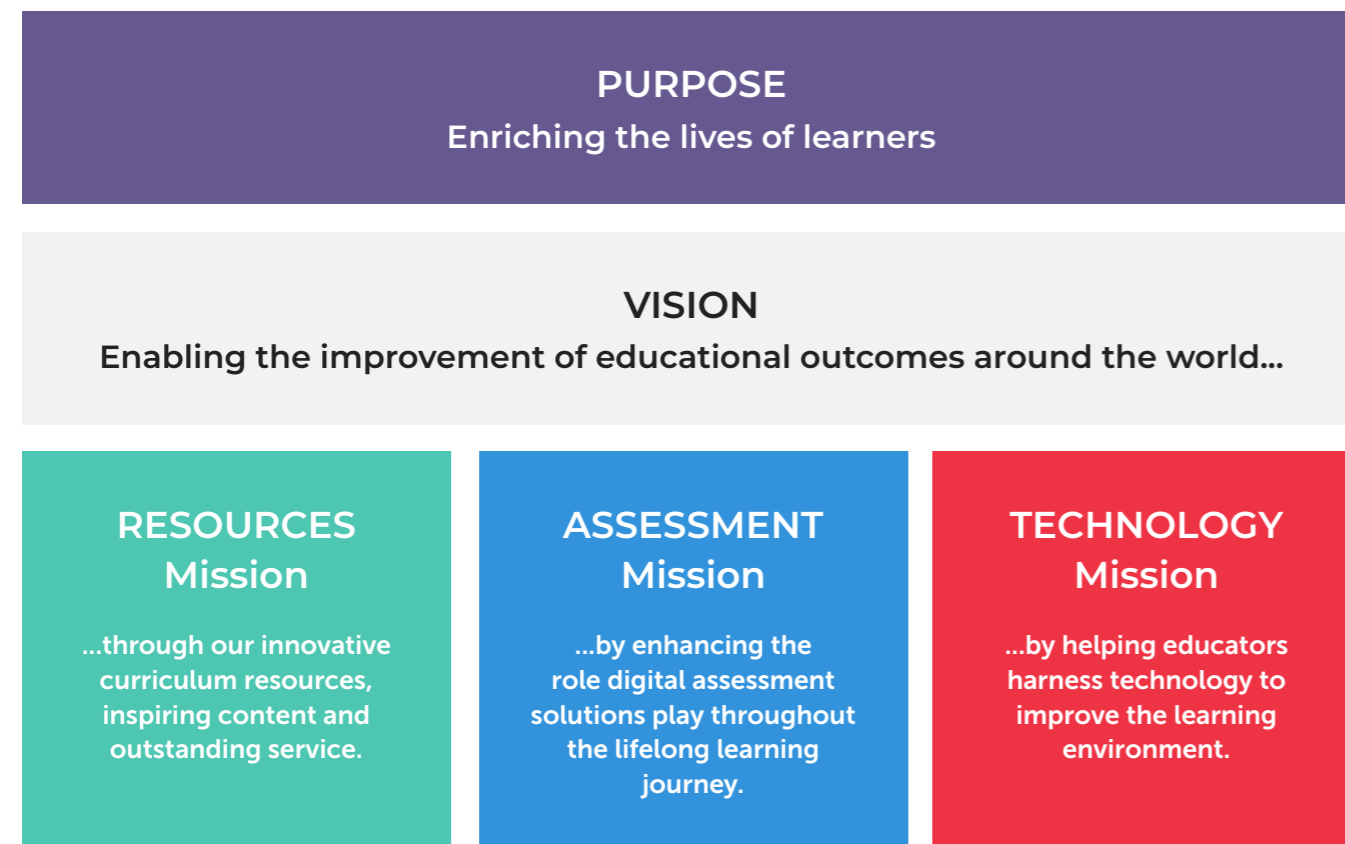 PURPOSE
Enriching the lives of learners
VISION
Enabling the improvement of educational outcomes around the world...
RESOURCES
Mission
...through our innovative
curriculum resources,
inspiring content and
outstanding service.
ASSESSMENT
Mission
...by enhancing the
role digital assessment
solutions play throughout
the lifelong learning
journey.
TECHNOLOGY
Mission
...by helping educators
harness technology to
improve the learning
environment.